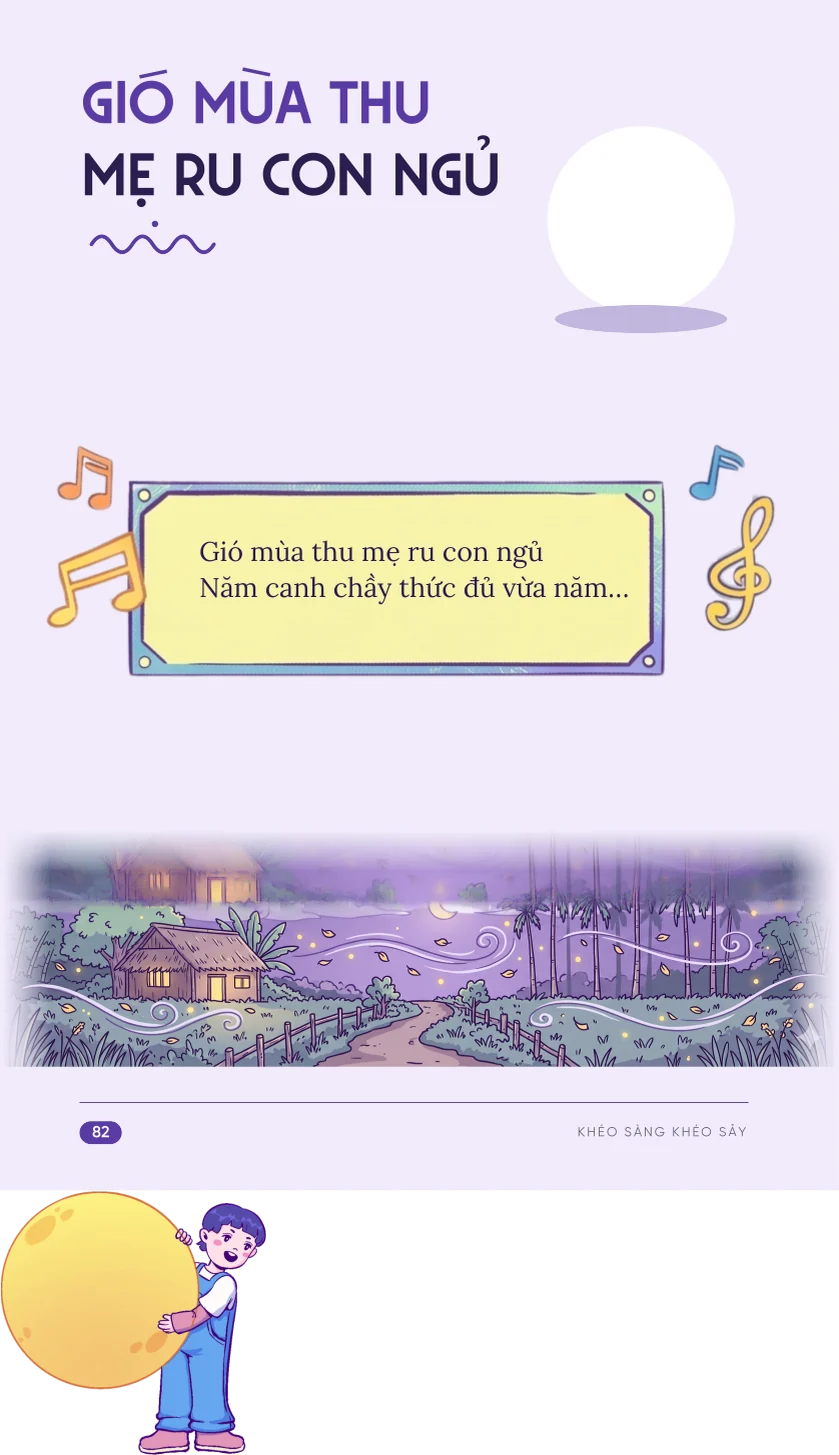 GIÓ MÙA THU
MẸ RU CON NGỦ
Gió mùa thu mẹ ru con ngủ
Năm canh chầy thức đủ vừa năm...
82
KHÉO SÀNG KHÉO SẢY